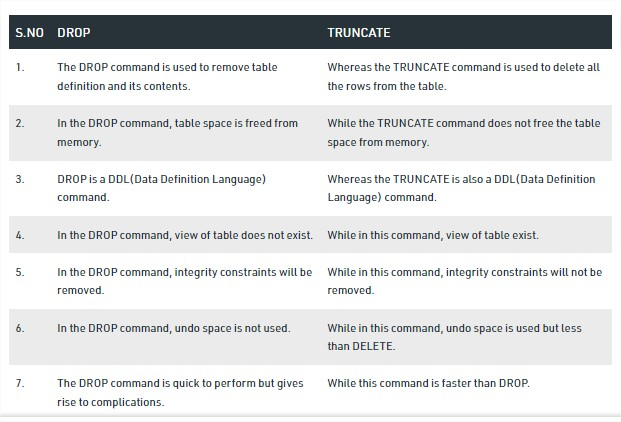 S.NO DROP TRUNCATE
1. The DROP command is used to remove table Whereas the TRUNCATE command is used to delete all
definition and its contents. the rows from the table.
2. In the DROP command, table space is freed from While the TRUNCATE command does not free the table
memory. space from memory.
3. DROP is a DDL(Data Definition Language) Whereas the TRUNCATE is also a DDL(Data Definition
command. Language) command.
4. In the DROP command, view of table does not exist. While in this command, view of table exist.
5. In the DROP command, integrity constraints will be While in this command, integrity constraints will not be
removed. removed.
6. In the DROP command, undo space is not used. While in this command, undo space is used but less
than DELETE.
7. The DROP command is quick to perform but gives While this command is faster than DROP.
rise to complications.